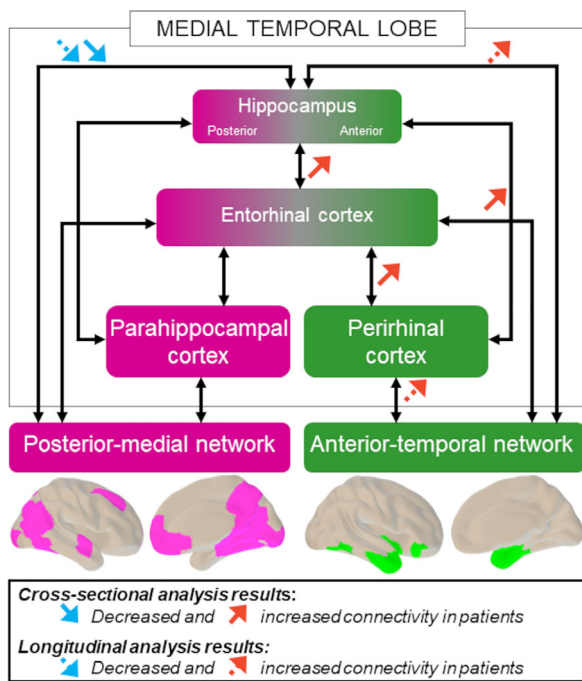 MEDIAL TEMPORAL LOBE
Hippocampus
Posterior Anterior
Entorhinal cortex
Parahippocampal
cortex
Perirhinal
cortex
Posterior-medial network
Anterior-temporal network
Cross-sectional analysis results:
Decreased and increased connectivity in patients
Longitudinal analysis results:
Decreased and increased connectivity in patients